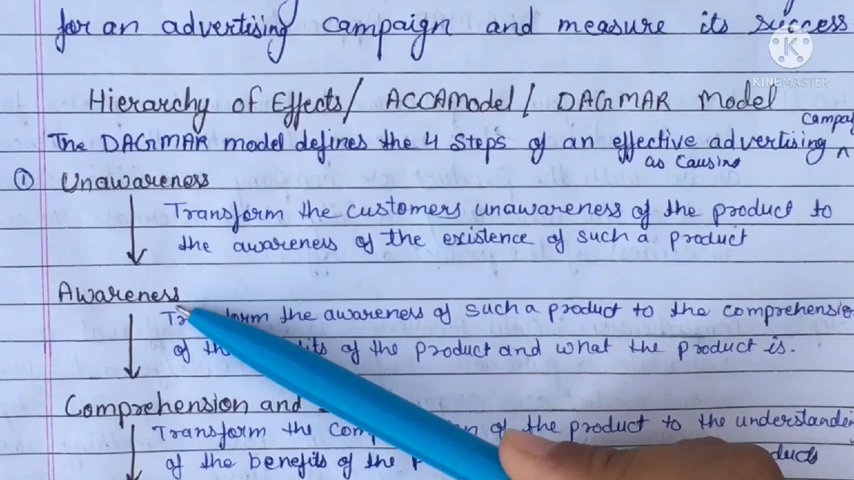 for an advertising campaign and measure its success
KINEMASTER
Hierarchy of Effects/ ACCAModel/ DAGMAR Model
The DAGMAR model defines the 4 steps of an effective advertising
as causing
① Unawareness
Transform the customers unawareness of the product to
the awareness of the existence of such a product
Awareness
the awareness of such a product to the
of the product and what the product is.
Comprehension and
Transform the of the product to the
of the benefits of the